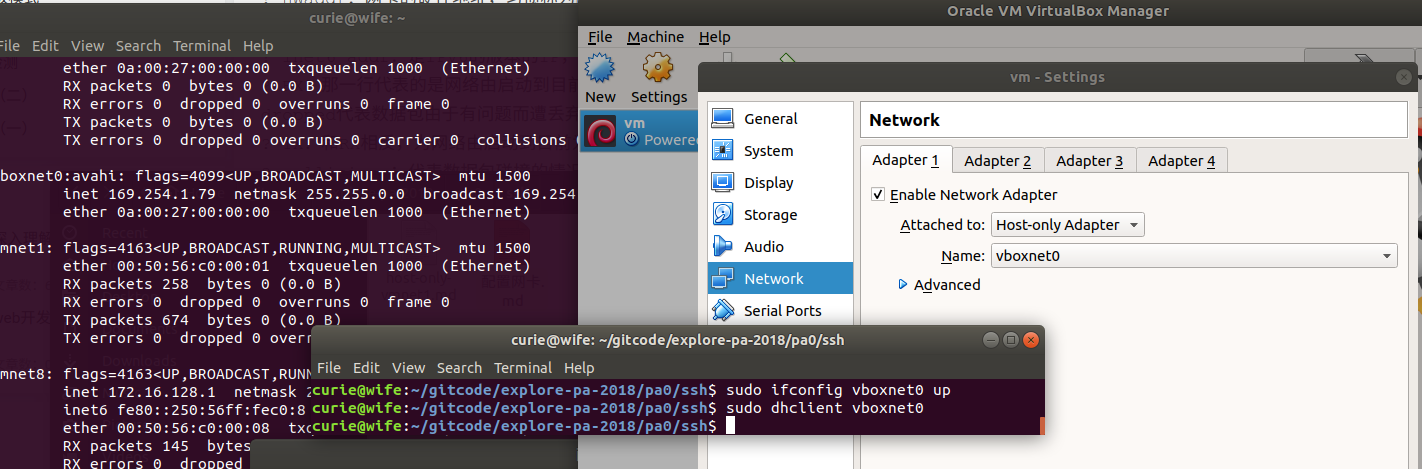 curie@wife: ~
File Edit View Search Terminal Help
ether 0a:00:27:00:00:00 txqueuelen 1000 (Ethernet)
RX packets 0 bytes 0 (0.0 B)
RX errors 0 dropped 0 overruns 0 frame 0
TX packets 0 bytes 0 (0.0 B)
TX errors 0 dropped 0 overruns 0 carrier 0 collisions
boxnet0:avahi: flags=4099<UP,BROADCAST,MULTICAST> mtu 1500
inet 169.254.1.79 netmask 255.255.0.0 broadcast 169.254
ether 0a:00:27:00:00:00 txqueuelen 1000 (Ethernet)
mnet1: flags=4163<UP,BROADCAST,RUNNING,MULTICAST> mtu 1500
ether 00:50:56:c0:00:01 txqueuelen 1000 (Ethernet)
RX packets 258 bytes 0 (0.0 B)
RX errors 0 dropped 0 overruns 0 frame 0
TX packets 674 bytes 0 (0.0 B)
TX errors 0 dropped 0 overr
mnet8: flags=4163<UP,BROADCAST,RUNN
inet 172.16.128.1 netmask 2
inet6 fe80::250:56ff:fec0:8
ether 00:50:56:c0:00:08 txq
RX packets 145 bytes
RX errors 0 dropped
Oracle VM VirtualBox Manager
File Machine Help
New Settings
vm
Powered
vm - Settings
General
System
Display
Storage
Audio
Network
Serial Ports
Network
Adapter 1 Adapter 2 Adapter 3 Adapter 4
Enable Network Adapter
Attached to: Host-only Adapter
Name: vboxnet0
Advanced
curie@wife: ~/gitcode/explore-pa-2018/pa0/ssh
File Edit View Search Terminal Help
curie@wife:~/gitcode/explore-pa-2018/pa0/ssh$ sudo ifconfig vboxnet0 up
curie@wife:~/gitcode/explore-pa-2018/pa0/ssh$ sudo dhclient vboxnet0
curie@wife:~/gitcode/explore-pa-2018/pa0/ssh$